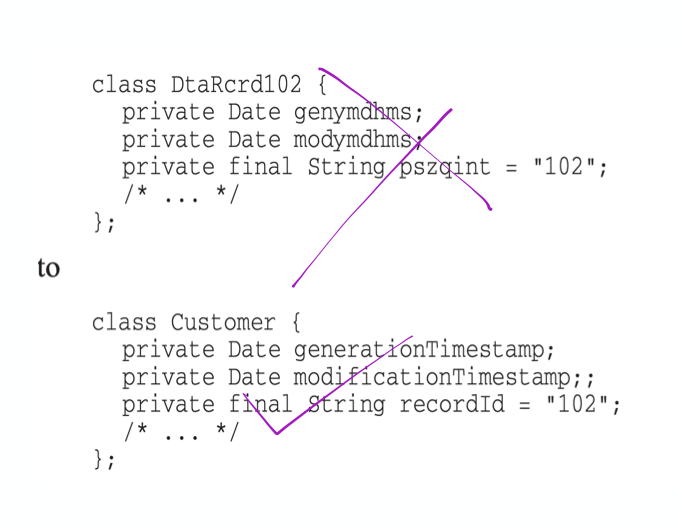 class DtaRcrd102 {
private Date genymdhms;
private Date modymdhms;
private final String pszqint = "102";
/* ... */
};
to
class Customer {
private Date generationTimestamp;
private Date modificationTimestamp;;
private final String recordId = "102";
/* ... */
};